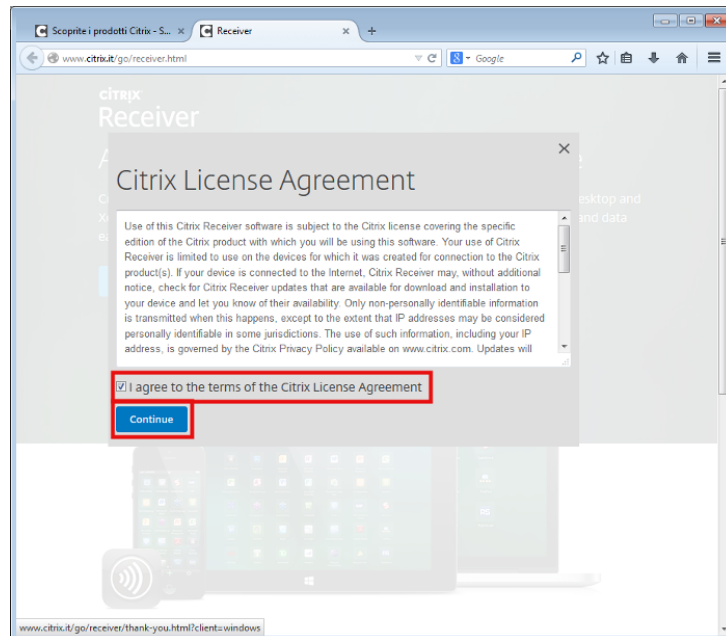 Scoprite i prodotti Citrix - S... × Receiver × +
www.citrix.it/go/receiver.html Google
CITRIX
Receiver
Citrix License Agreement
Use of this Citrix Receiver software is subject to the Citrix license covering the specific
edition of the Citrix product with which you will be using this software. Your use of Citrix
Receiver is limited to use on the devices for which it was created for connection to the Citrix
product(s). If your device is connected to the Internet, Citrix Receiver may, without additional
notice, check for Citrix Receiver updates that are available for download and installation to
your device and let you know of their availability. Only non-personally identifiable information
is transmitted when this happens, except to the extent that IP addresses may be considered
personally identifiable in some jurisdictions. The use of such information, including your IP
address, is governed by the Citrix Privacy Policy available on www.citrix.com. Updates will
I agree to the terms of the Citrix License Agreement
Continue
www.citrix.it/go/receiver/thank-you.html?client=windows